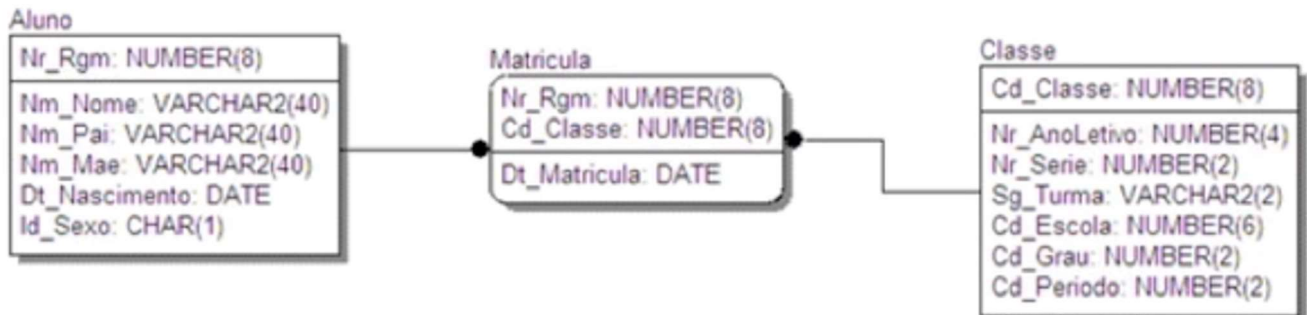 Aluno
Nr_Rgm: NUMBER(8)
Nm_Nome: VARCHAR2(40)
Nm_Pai: VARCHAR2(40)
Nm_Mae: VARCHAR2(40)
Dt_Nascimento: DATE
Id_Sexo: CHAR(1)
Matricula
Nr_Rgm: NUMBER(8)
Cd_Classe: NUMBER(8)
Dt_Matricula: DATE
Classe
Cd_Classe: NUMBER(8)
Nr_AnoLetivo: NUMBER(4)
Nr_Serie: NUMBER(2)
Sg_Turma: VARCHAR2(2)
Cd_Escola: NUMBER(6)
Cd_Grau: NUMBER(2)
Cd_Periodo: NUMBER(2)